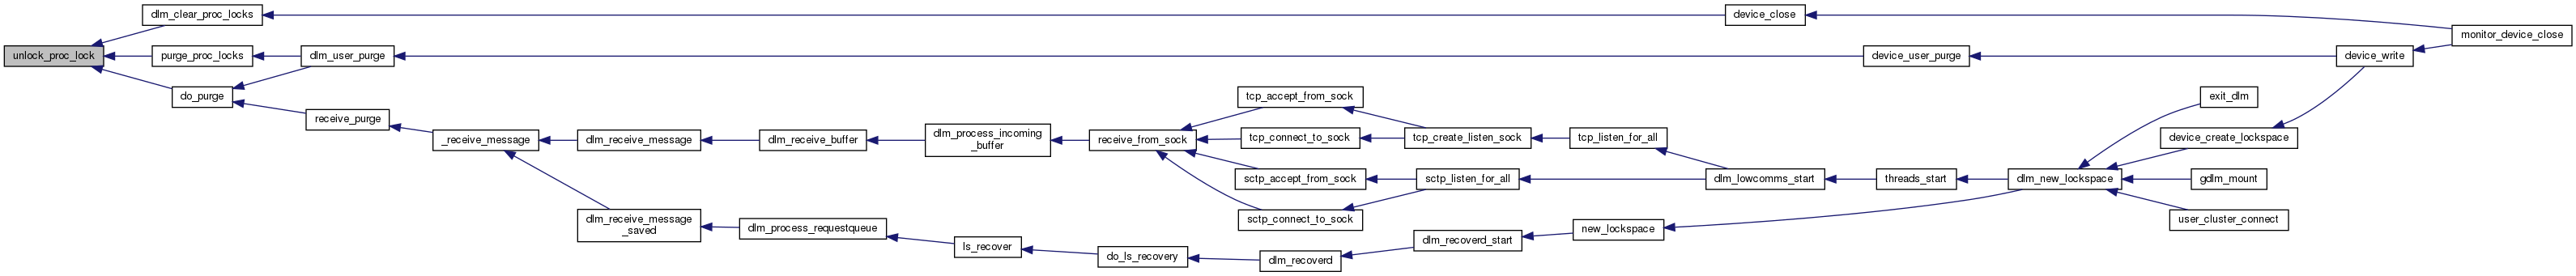 dlm_clear_proc_locks
device_close
monitor_device_close
unlock_proc_lock
purge_proc_locks
dlm_user_purge
device_user_purge
device_write
do_purge
tcp_accept_from_sock
exit_dlm
receive_purge
_receive_message
dlm_receive_message
dlm_receive_buffer
dlm_process_incoming
_buffer
receive_from_sock
tcp_connect_to_sock
tcp_create_listen_sock
tcp_listen_for_all
device_create_lockspace
sctp_accept_from_sock
sctp_listen_for_all
dlm_lowcomms_start
threads_start
dlm_new_lockspace
gdlm_mount
dlm_receive_message
_saved
dlm_process_requestqueue
sctp_connect_to_sock
user_cluster_connect
ls_recover
do_ls_recovery
dlm_recoverd
dlm_recoverd_start
new_lockspace